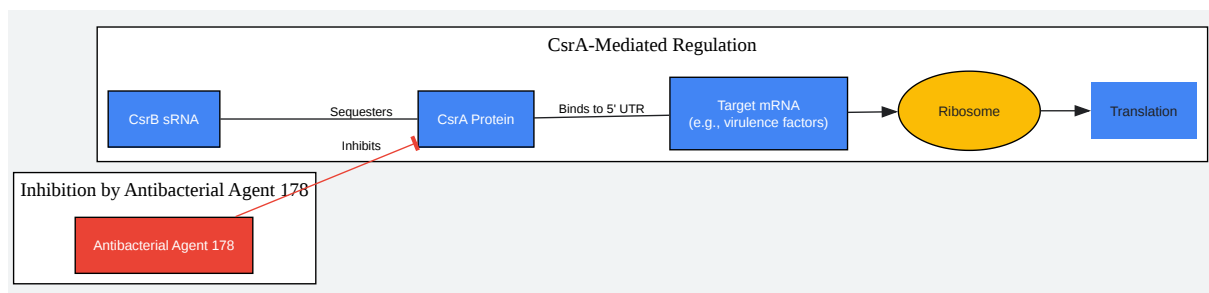 CsrA-Mediated Regulation
CsrB sRNA
Sequesters
CsrA Protein
Binds to 5' UTR
Target mRNA
(e.g., virulence factors)
Ribosome
Translation
Inhibits
Inhibition by Antibacterial Agent 178
Antibacterial Agent 178